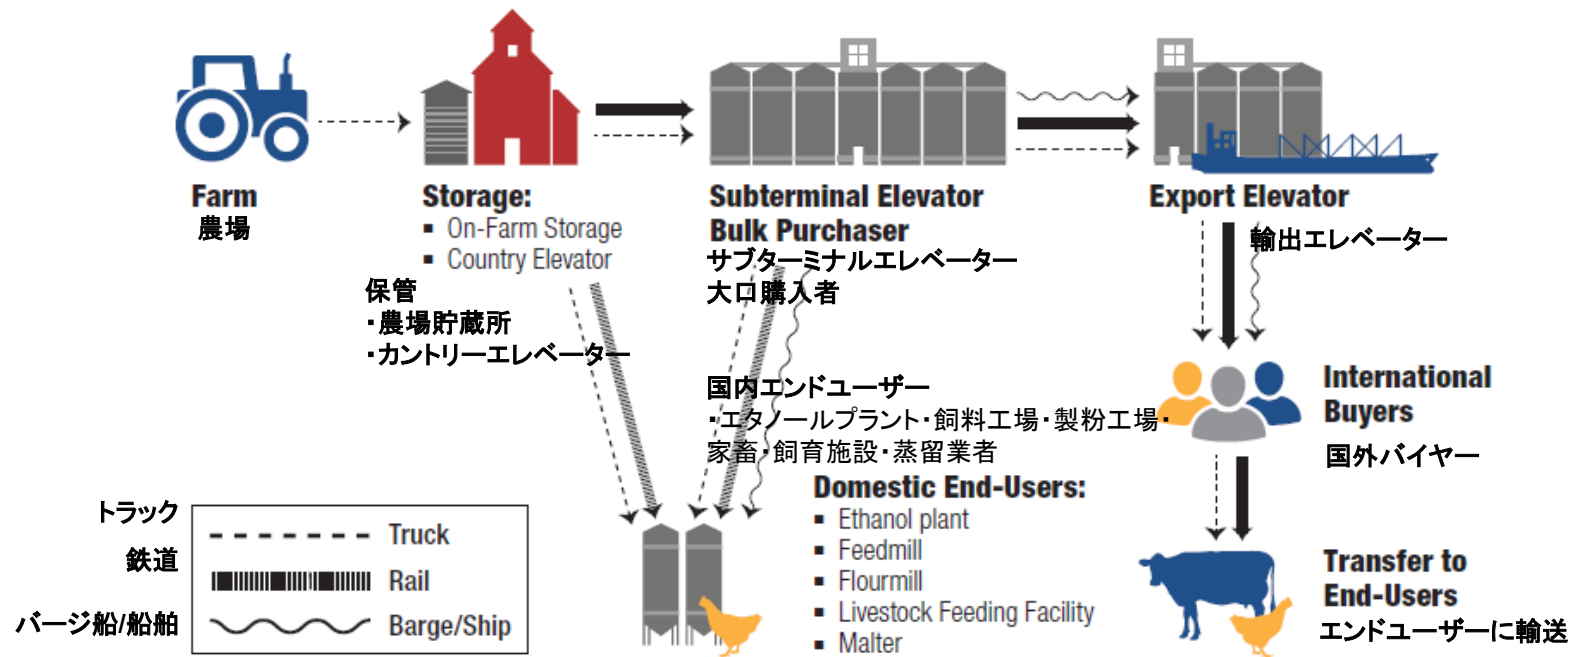 Farm
農場
Storage:
▪ On-Farm Storage
▪ Country Elevator
保管
・農場貯蔵所
・カントリーエレベーター
Subterminal Elevator
Bulk Purchaser
サブターミナルエレベーター
大口購入者
Export Elevator
輸出エレベーター
国内エンドユーザー
・エタノールプラント・飼料工場・製粉工場・
家畜・飼育施設・蒸留業者
Domestic End-Users:
▪ Ethanol plant
▪ Feedmill
▪ Flourmill
▪ Livestock Feeding Facility
▪ Malter
International
Buyers
国外バイヤー
Transfer to
End-Users
エンドユーザーに輸送
トラック
Truck
鉄道
Rail
バージ船/船舶
Barge/Ship